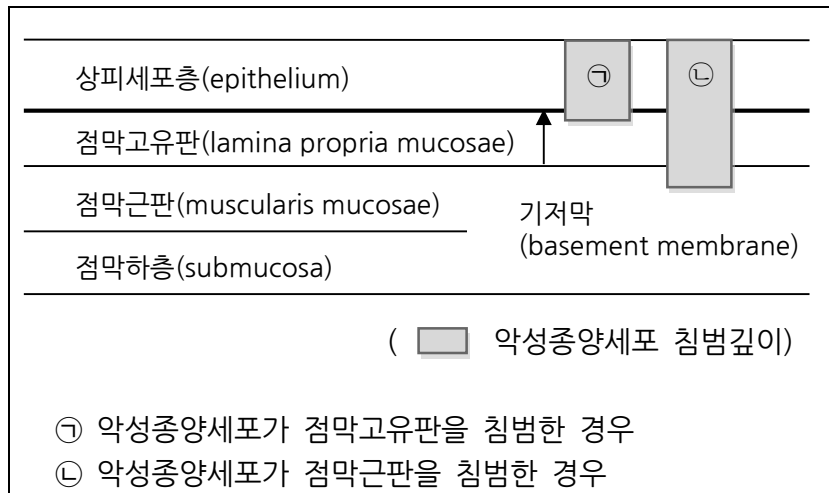 상피세포층(epithelium)
㉠
㉡
점막고유판(lamina propria mucosae)
점막근판(muscularis mucosae)
기저막
(basement membrane)
점막하층(submucosa)
( 악성종양세포 침범깊이)
㉠ 악성종양세포가 점막고유판을 침범한 경우
㉡ 악성종양세포가 점막근판을 침범한 경우